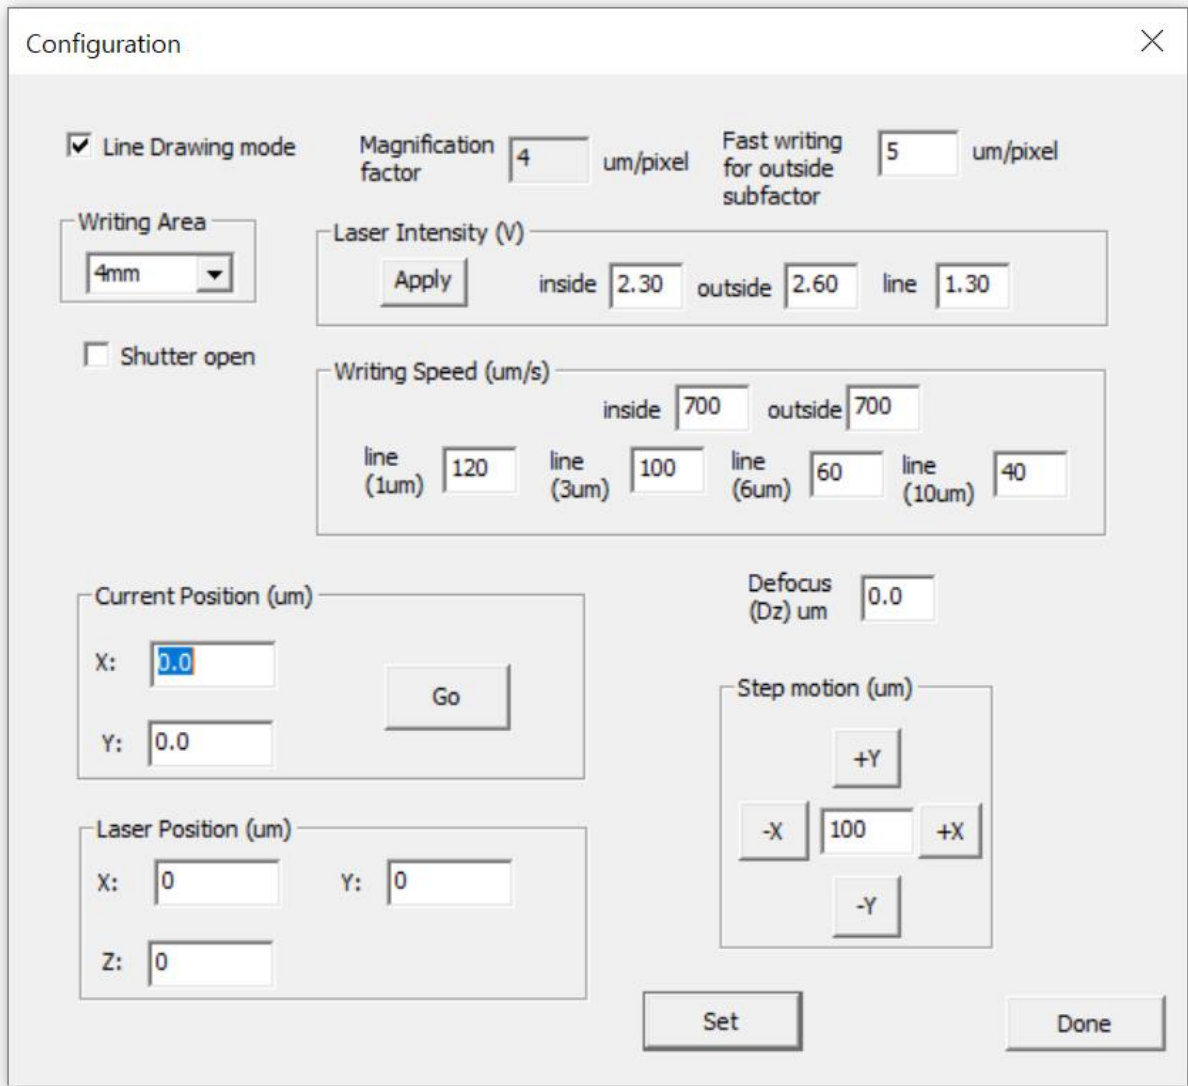 Configuration
Line Drawing mode
Magnification
factor
4
um/pixel
Fast writing
for outside
subfactor
5
um/pixel
Writing Area
4mm
Laser Intensity (V)
Apply
inside 2.30 outside 2.60 line 1.30
Shutter open
Writing Speed (um/s)
inside 700 outside 700
line
(1um)
120
line
(3um)
100
line
(6um)
60
line
(10um)
40
Current Position (um)
X: 0.0
Go
Y: 0.0
Defocus
(Dz) um
0.0
Step motion (um)
+Y
-X 100 +X
-Y
Laser Position (um)
X: 0 Y: 0
Z: 0
Set
Done